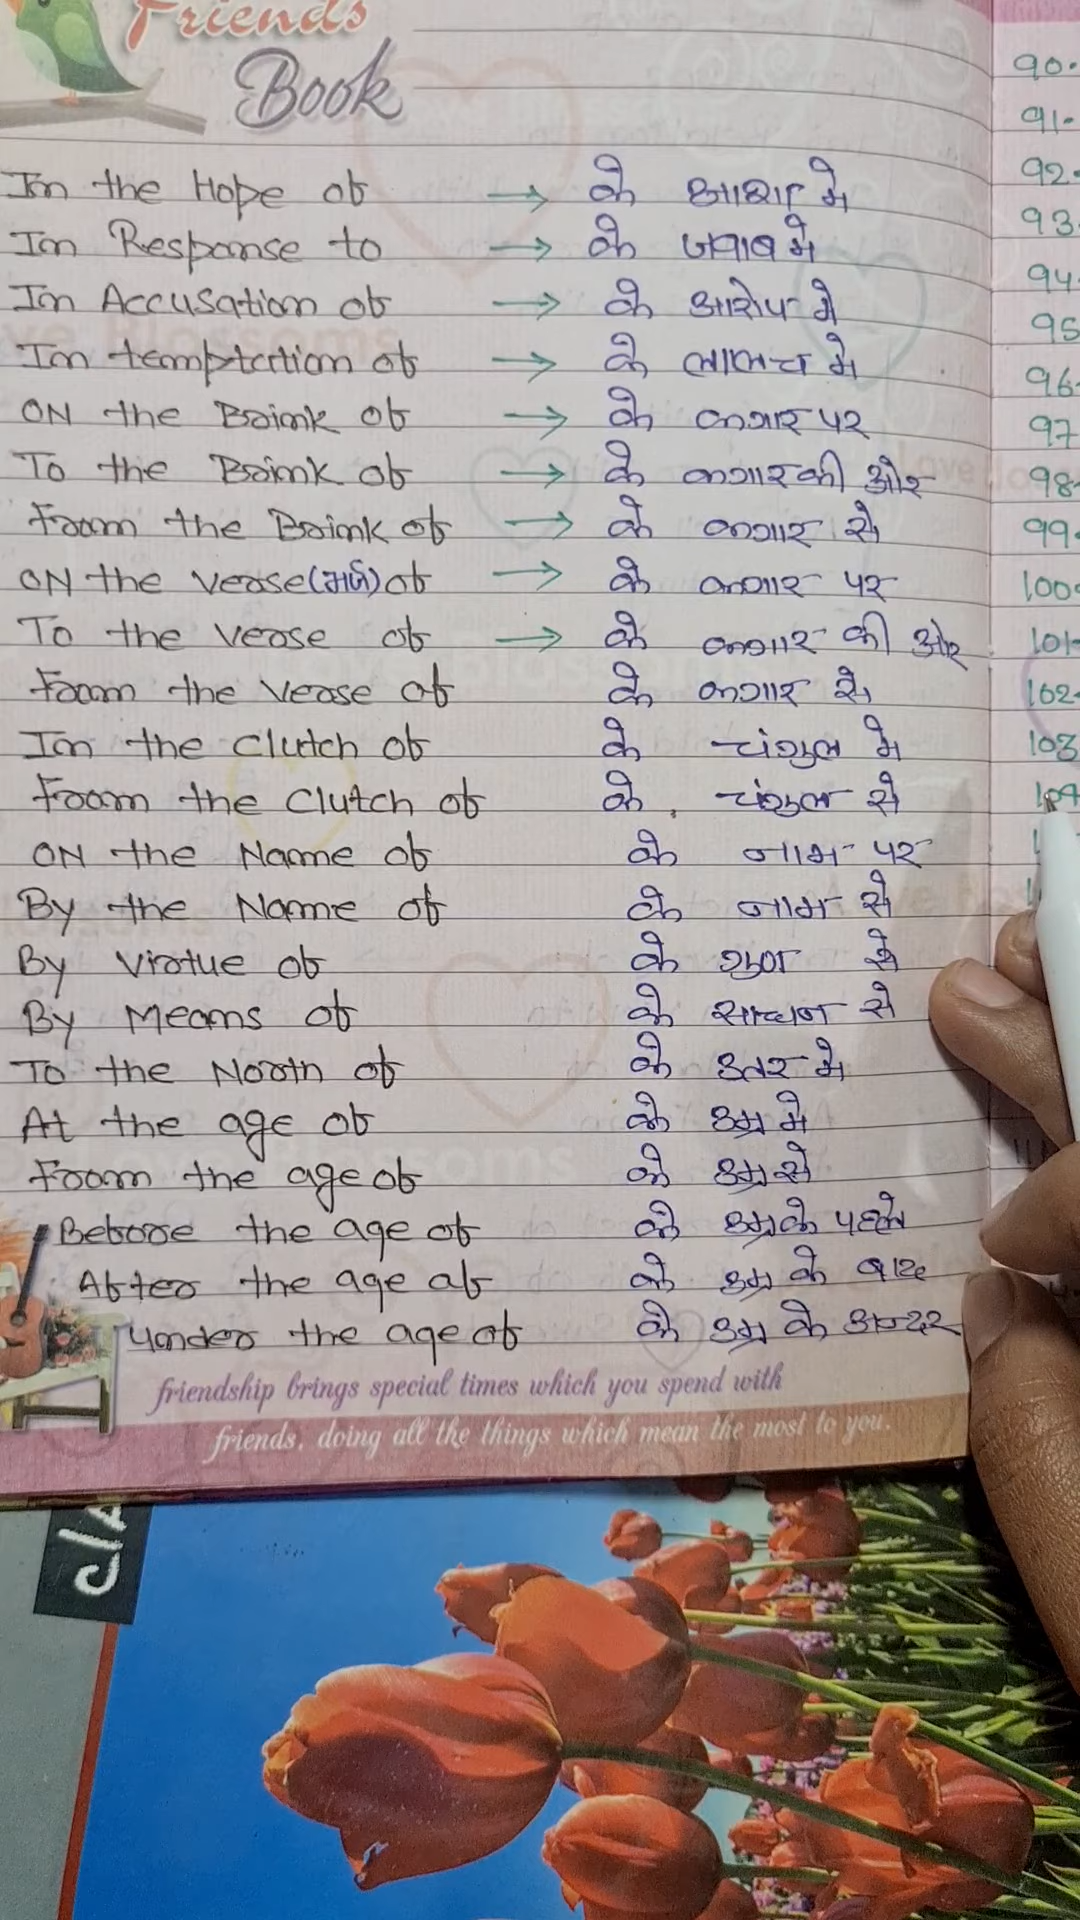 Friends
Book
In the Hope of → के आशा मे
In Response to → के जवाब मे
In Accusation of → के आरोप मे
In temptation of → के लालच मे
ON the Brink of → के कगार पर
To the Brink of → के कगार की ओर
From the Brink of → के कगार से
ON the Verse(मर्ज) of → के कगार पर
To the Verse of → के कगार की ओर
From the Verse of के कगार से
In the Clutch of के चंगुल मे
From the Clutch of के चंगुल से
ON the Name of के नाम पर
By the Name of के नाम से
By Virtue of के गुण से
By Means of के साधन से
To the North of के उतर मे
At the age of के उम्र मे
From the age of के उम्र से
Before the age of के उम्र के पहले
After the age of के उम्र के बाद
Under the age of के उम्र के अन्दर
friendship brings special times which you spend with
friends, doing all the things which mean the most to you.
90.
91.
92.
93.
94.
95
96.
97
98.
99.
100.
101.
102.
103
104